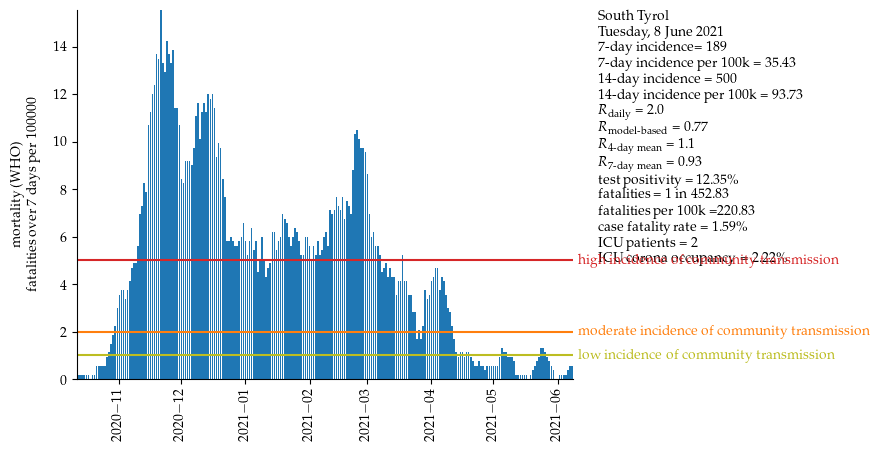 South Tyrol
Tuesday, 8 June 2021
7-day incidence= 189
7-day incidence per 100k = 35.43
14-day incidence = 500
14-day incidence per 100k = 93.73
Rdaily = 2.0
Rmodel-based = 0.77
R4-day mean = 1.1
R7-day mean = 0.93
test positivity = 12.35%
fatalities = 1 in 452.83
fatalities per 100k =220.83
case fatality rate = 1.59%
ICU patients = 2
ICU corona occupancy = 2.22%
high incidence of community transmission
moderate incidence of community transmission
low incidence of community transmission
mortality (WHO)
fatalities over 7 days per 100000
14
12
10
8
6
4
2
0
2020−11
2020−12
2021−01
2021−02
2021−03
2021−04
2021−05
2021−06